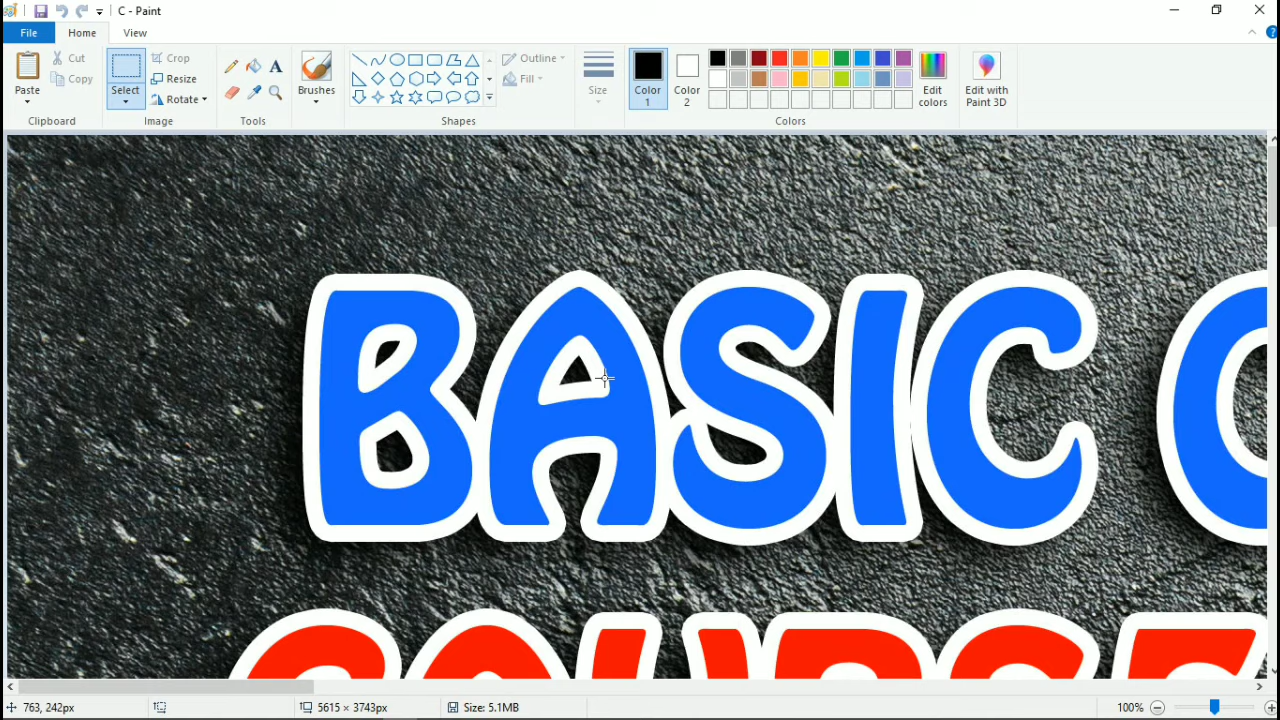 C - Paint
File Home View
Paste
Cut
Copy
Clipboard
Select
Crop
Resize
Rotate
Image
Tools
Brushes
Shapes
Outline
Fill
Size
Color 1
Color 2
Edit colors
Colors
Edit with Paint 3D
BASIC
763, 242px
5615 × 3743px
Size: 5.1MB
100%